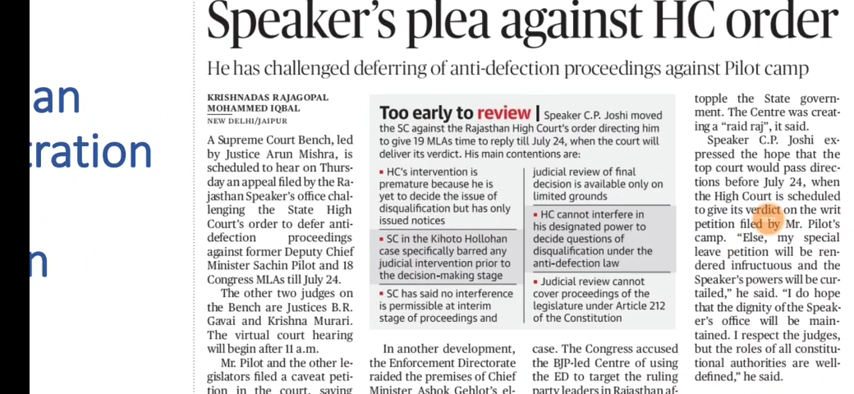 an
tration
n
Speaker's plea against HC order
He has challenged deferring of anti-defection proceedings against Pilot camp
KRISHNADAS RAJAGOPAL
MOHAMMED IQBAL
NEW DELHI/JAIPUR
A Supreme Court Bench, led
by Justice Arun Mishra, is
scheduled to hear on Thurs-
day an appeal filed by the Ra-
jasthan Speaker's office chal-
lenging the State High
Court's order to defer anti-
defection proceedings
against former Deputy Chief
Minister Sachin Pilot and 18
Congress MLAs till July 24.
The other two judges on
the Bench are Justices B.R.
Gavai and Krishna Murari.
The virtual court hearing
will begin after 11 a.m.
Mr. Pilot and the other le-
gislators filed a caveat peti-
tion in the court, saying
Too early to review | Speaker C.P. Joshi moved
the SC against the Rajasthan High Court's order directing him
to give 19 MLAs time to reply till July 24, when the court will
deliver its verdict. His main contentions are:
▪ HC's intervention is
premature because he is
yet to decide the issue of
disqualification but has only
issued notices
▪ SC in the Kihoto Hollohan
case specifically barred any
judicial intervention prior to
the decision-making stage
▪ SC has said no interference
is permissible at interim
stage of proceedings and
judicial review of final
decision is available only on
limited grounds
▪ HC cannot interfere in
his designated power to
decide questions of
disqualification under the
anti-defection law
▪ Judicial review cannot
cover proceedings of the
legislature under Article 212
of the Constitution
In another development,
the Enforcement Directorate
raided the premises of Chief
Minister Ashok Gehlot's el-
case. The Congress accused
the BJP-led Centre of using
the ED to target the ruling
party leaders in Rajasthan af-
topple the State govern-
ment. The Centre was creat-
ing a "raid raj", it said.
Speaker C.P. Joshi ex-
pressed the hope that the
top court would pass direc-
tions before July 24, when
the High Court is scheduled
to give its verdict on the writ
petition filed by Mr. Pilot's
camp. "Else, my special
leave petition will be ren-
dered infructuous and the
Speaker's powers will be cur-
tailed," he said. "I do hope
that the dignity of the Speak-
er's office will be main-
tained. I respect the judges,
but the roles of all constitu-
tional authorities are well-
defined," he said.